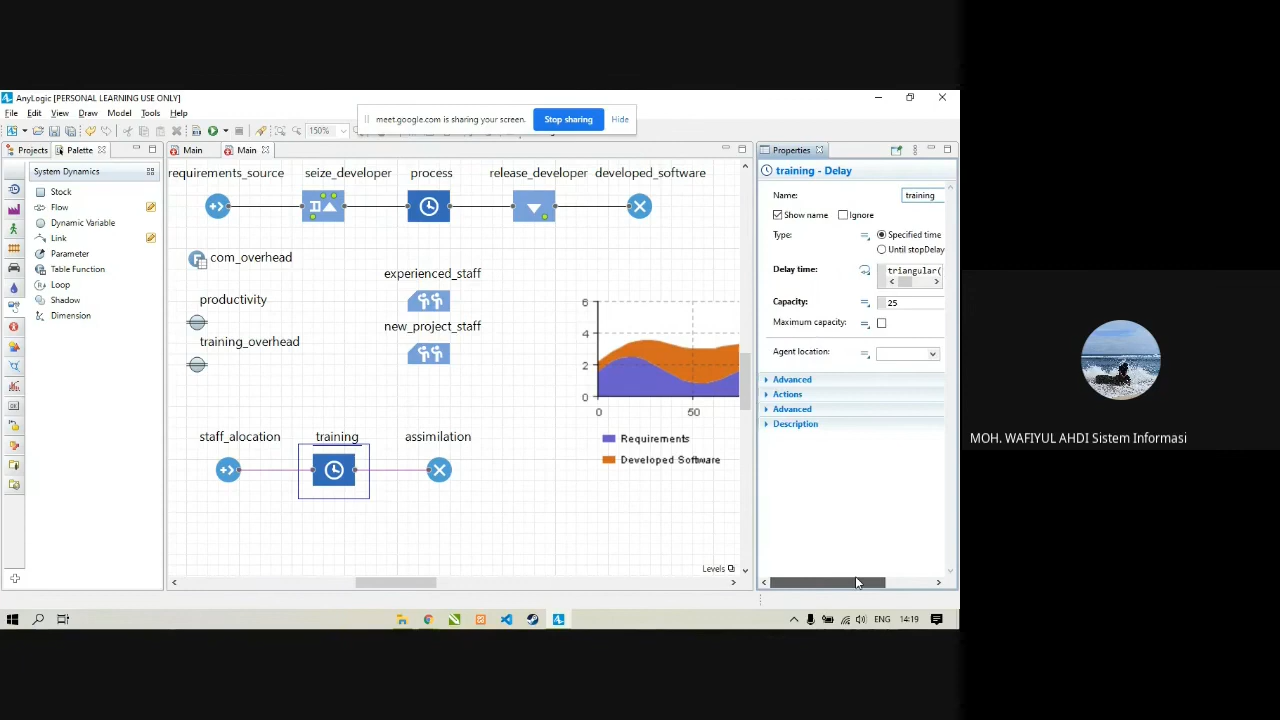 AnyLogic [PERSONAL LEARNING USE ONLY]
File Edit View Draw Model Tools Help
meet.google.com is sharing your screen. Stop sharing Hide
150%
Projects Palette
Main Main
Properties
System Dynamics
Stock
Flow
Dynamic Variable
Link
Parameter
Table Function
Loop
Shadow
Dimension
requirements_source seize_developer process release_developer developed_software
com_overhead
experienced_staff
productivity
new_project_staff
training_overhead
6
4
2
0
0 50
Requirements
Developed Software
staff_alocation training assimilation
Levels
training - Delay
Name: training
Show name Ignore
Type: Specified time
Until stopDelay
Delay time: triangular(
Capacity: 25
Maximum capacity:
Agent location:
Advanced
Actions
Advanced
Description
ENG 14:19
MOH. WAFIYUL AHDI Sistem Informasi